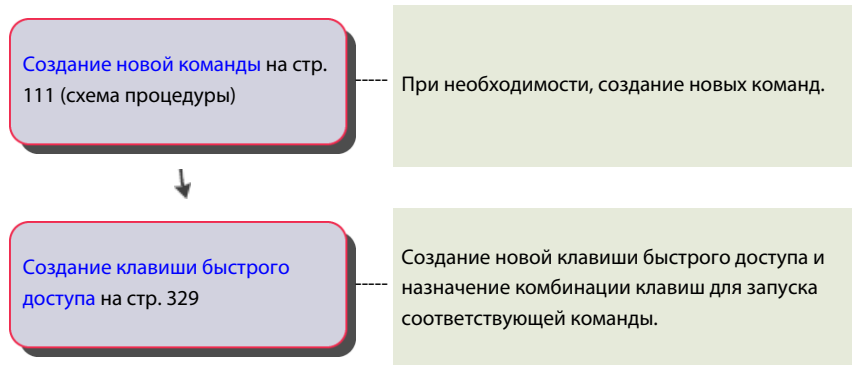 Создание новой команды на стр.
111 (схема процедуры)
При необходимости, создание новых команд.
Создание клавиши быстрого
доступа на стр. 329
Создание новой клавиши быстрого доступа и
назначение комбинации клавиш для запуска
соответствующей команды.